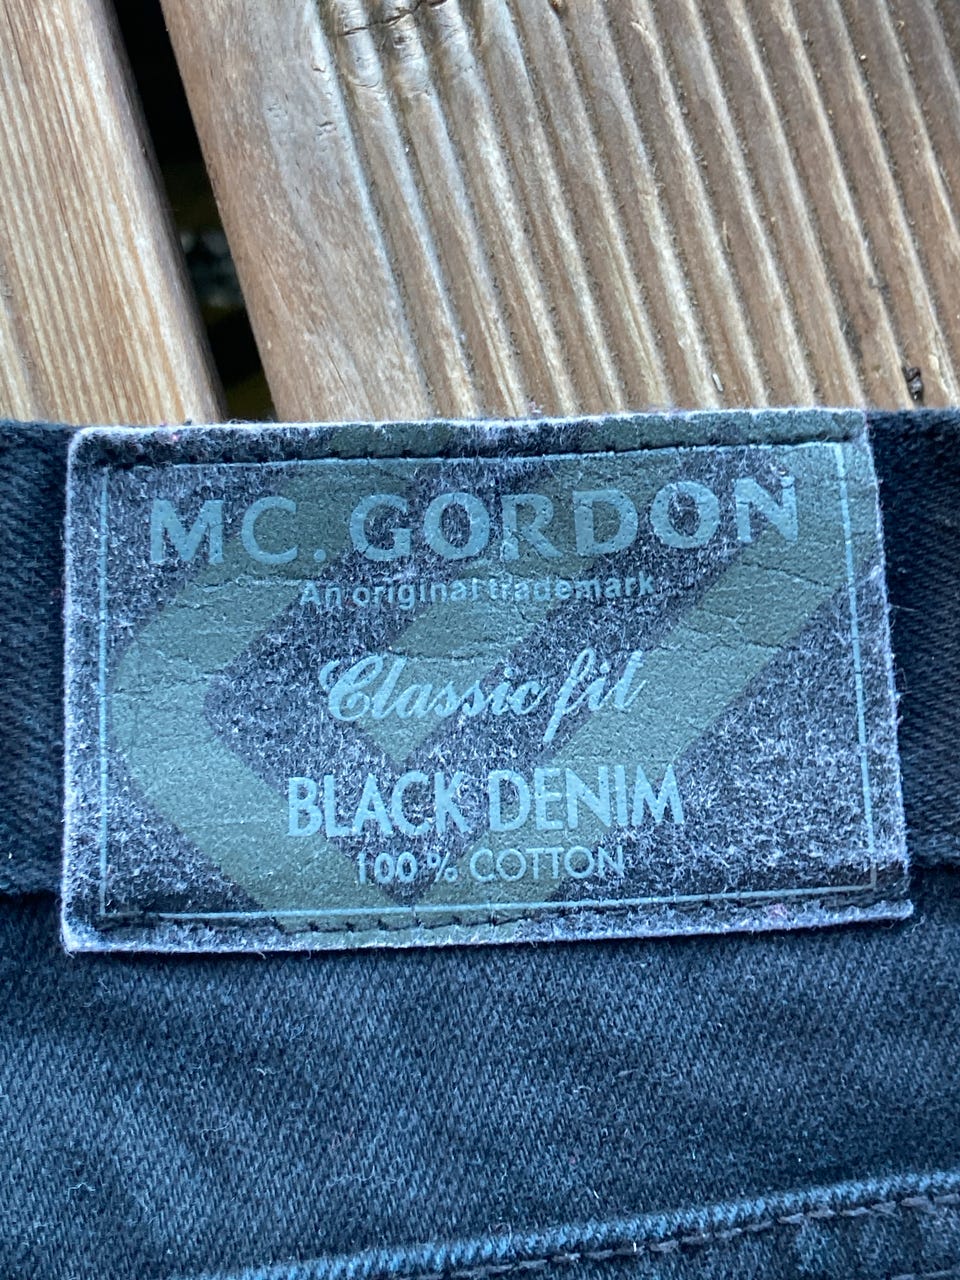 MC. GORDON
An original trademark
Classic fit
BLACK DENIM
100 % COTTON